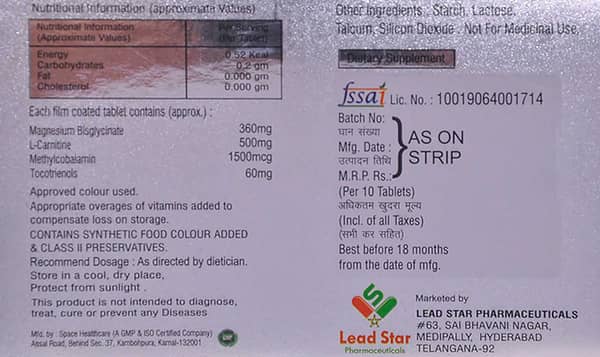 Nutritional Information (approximate Values)
Nutritional Information
(Approximate Values)
Per Serving
(Per Tablet)
Energy 0.52 Kcal
Carbohydrates 0.2 gm
Fat 0.000 gm
Cholesterol 0.000 gm
Each film coated tablet contains (approx.) :
Magnesium Bisglycinate 360mg
L-Carnitine 500mg
Methylcobalamin 1500mcg
Tocotrienols 60mg
Approved colour used.
Appropriate overages of vitamins added to
compensate loss on storage.
CONTAINS SYNTHETIC FOOD COLOUR ADDED
& CLASS II PRESERVATIVES.
Recommend Dosage : As directed by dietician.
Store in a cool, dry place,
Protect from sunlight .
This product is not intended to diagnose,
treat, cure or prevent any Diseases
Mfg. by : Space Healthcare (A GMP & ISO Certified Company)
Assal Road, Behind Sec. 37, Kambohpura, Karnal-132001
GMP
Other Ingredients : Starch, Lactose,
Talcum, Silicon Dioxide . Not For Medicinal Use.
Dietary Supplement
fssai Lic. No. : 10019064001714
Batch No:
घान संख्या
Mfg. Date :
उत्पादन तिथि
M.R.P. Rs.:
AS ON
STRIP
(Per 10 Tablets)
अधिकतम खुदरा मूल्य
(Incl. of all Taxes)
(सभी कर सहित)
Best before 18 months
from the date of mfg.
Lead Star
Pharmaceuticals
Marketed by
LEAD STAR PHARMACEUTICALS
#63, SAI BHAVANI NAGAR,
MEDIPALLY, HYDERABAD
TELANGANA-92